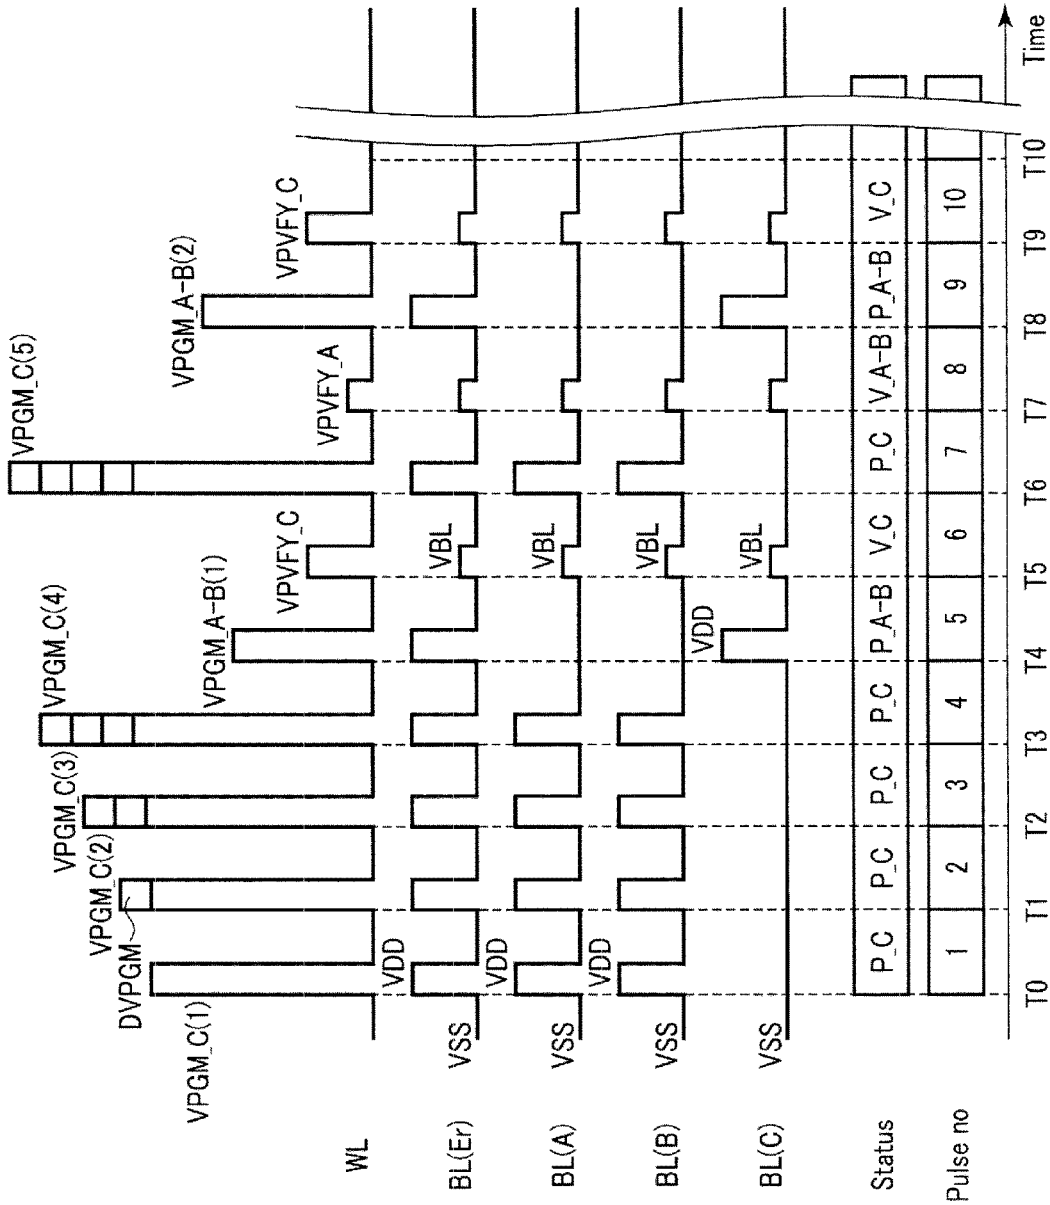 VPGM_C(1)
DVPGM
VPGM_C(2)
VPGM_C(3)
VPGM_C(4)
VPGM_A-B(1)
VPVFY_C
VPGM_C(5)
VPVFY_A
VPGM_A-B(2)
VPVFY_C
WL
BL(Er) VSS VDD VBL
BL(A) VSS VDD VBL
BL(B) VSS VDD VBL
BL(C) VSS VDD VBL
Status P_C P_C P_C P_C P_A-B V_C P_C V_A-B P_A-B V_C
Pulse no 1 2 3 4 5 6 7 8 9 10
T0 T1 T2 T3 T4 T5 T6 T7 T8 T9 T10 Time